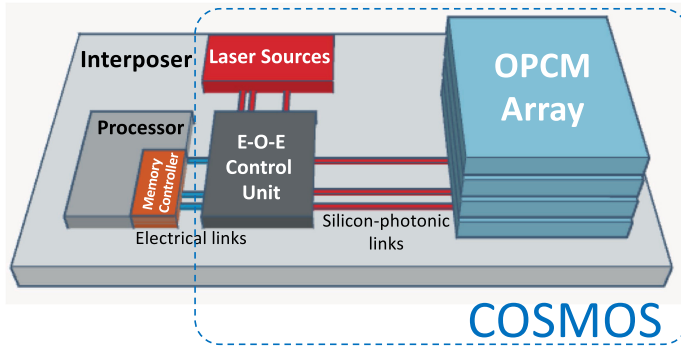 Interposer
Laser Sources
OPCM
Array
Processor
Memory
Controller
E-O-E
Control
Unit
Electrical links
Silicon-photonic
links
COSMOS